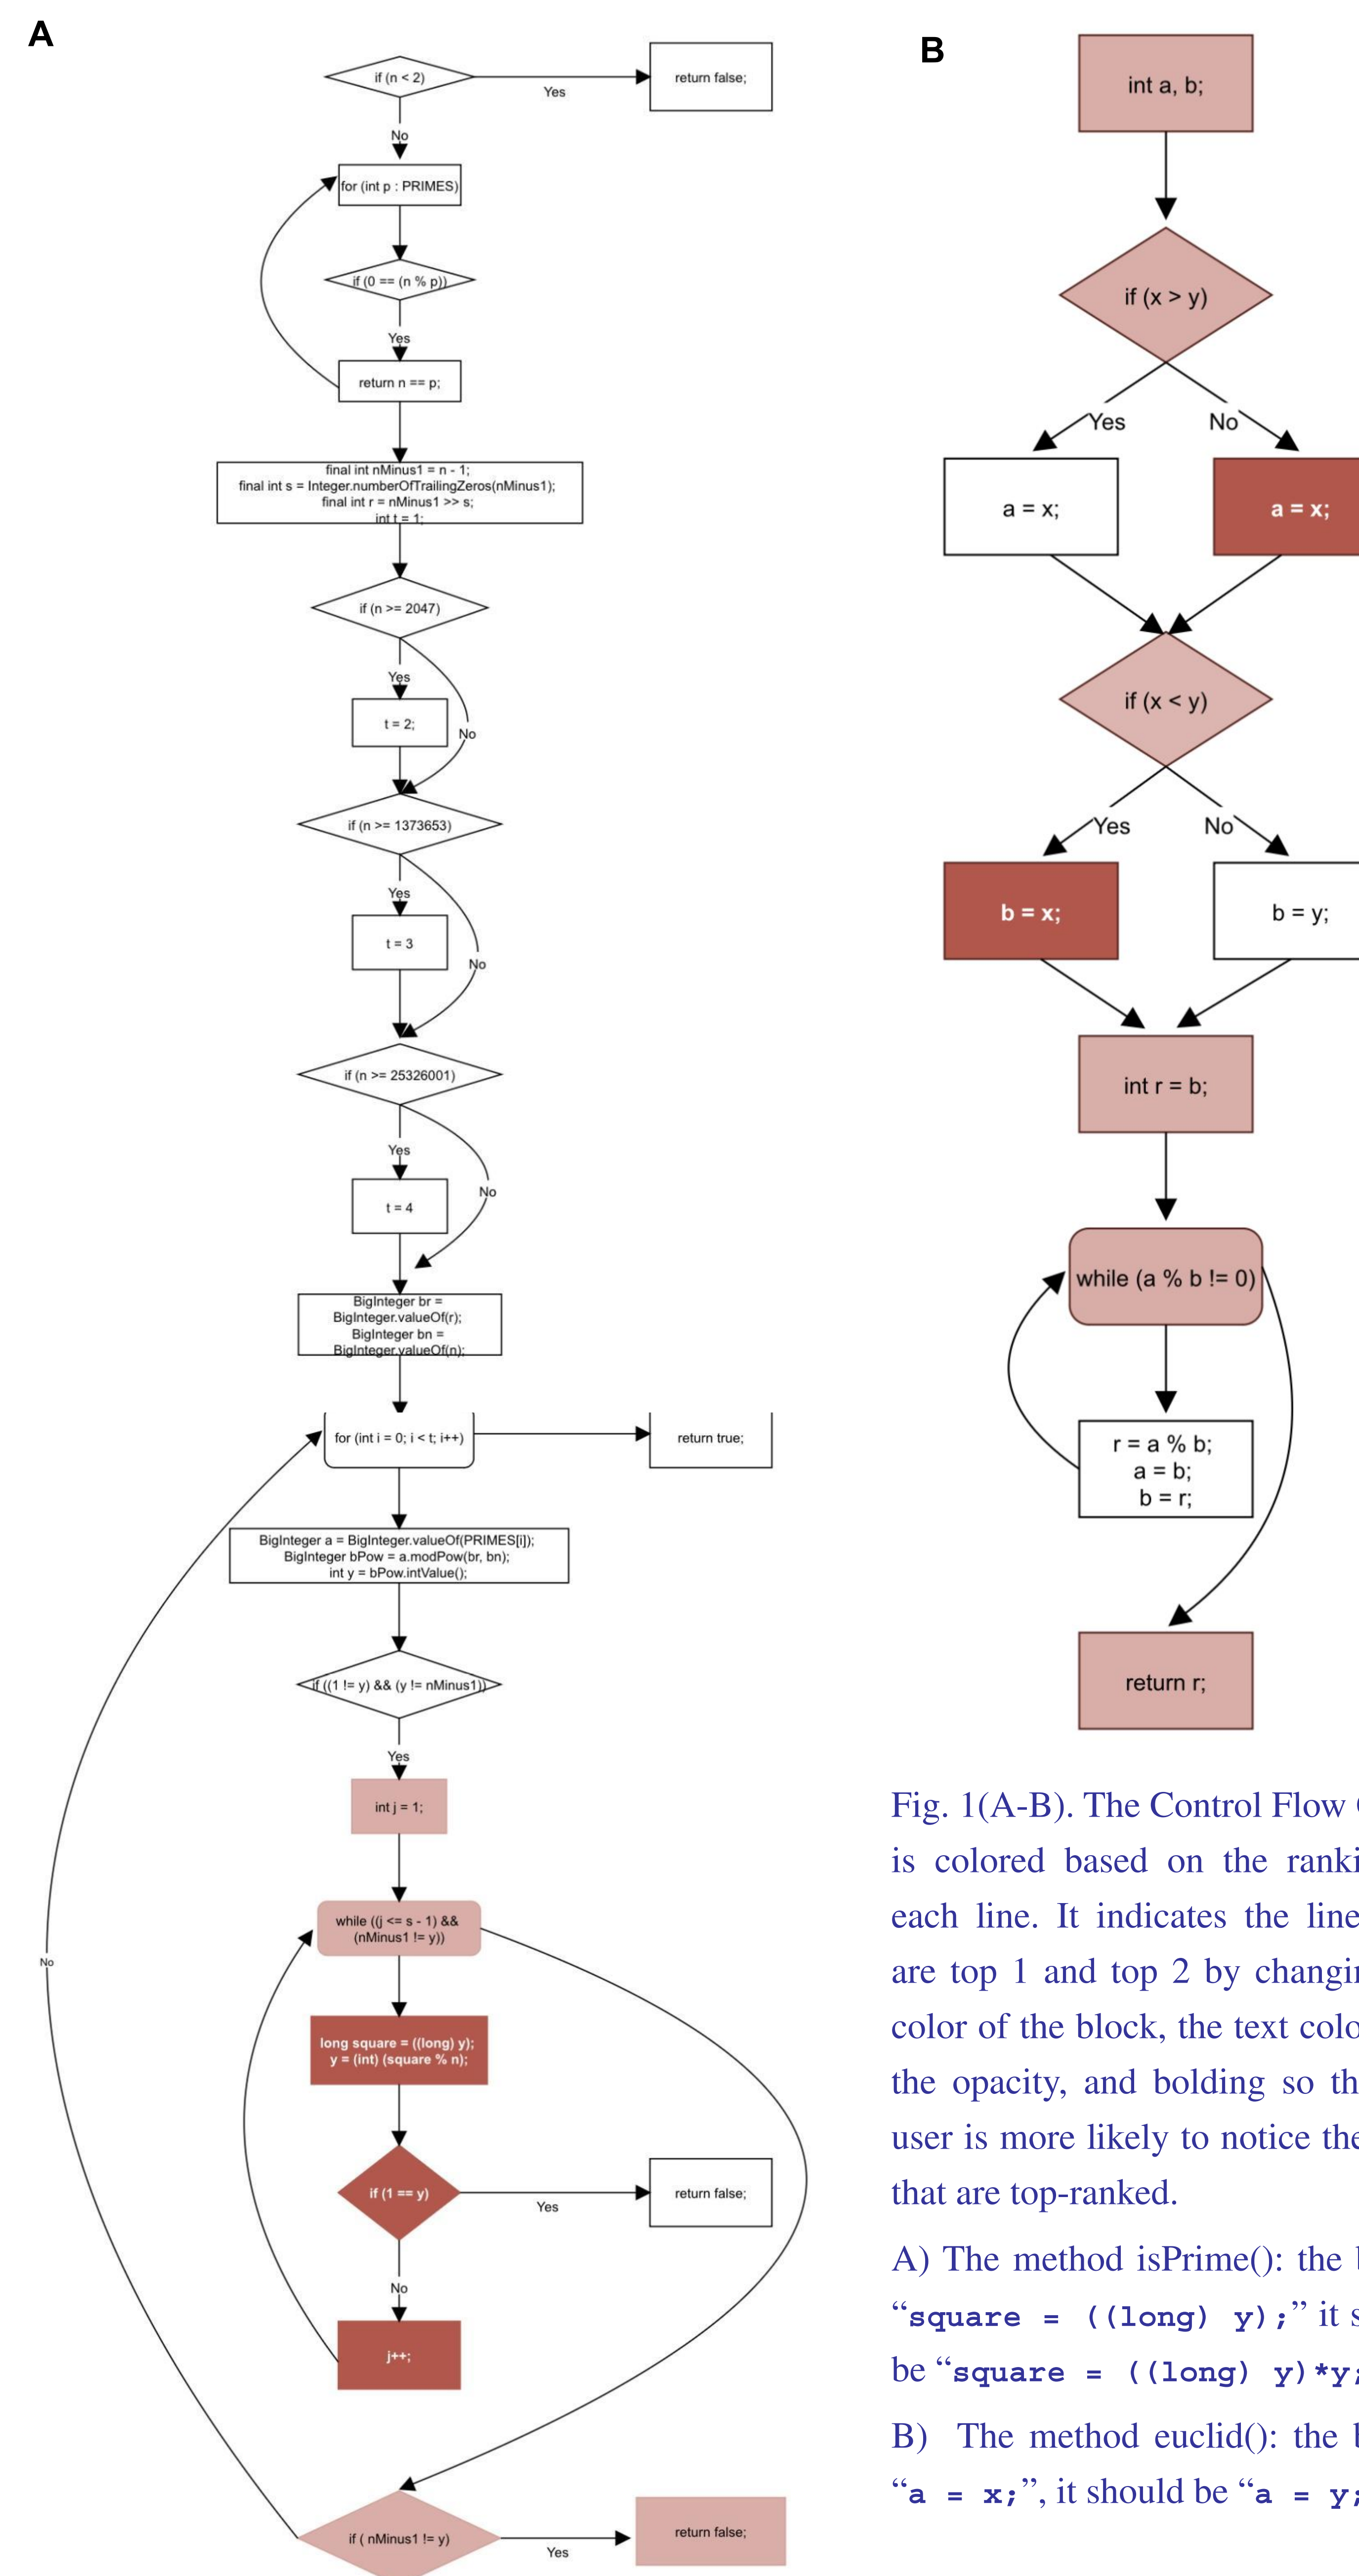 A
if (n < 2)
Yes
return false;
No
for (int p : PRIMES)
if (0 == (n % p))
Yes
return n == p;
final int nMinus1 = n - 1;
final int s = Integer.numberOfTrailingZeros(nMinus1);
final int r = nMinus1 >> s;
int t = 1;
if (n >= 2047)
Yes
t = 2;
No
if (n >= 1373653)
Yes
t = 3
No
if (n >= 25326001)
Yes
t = 4
No
BigInteger br =
BigInteger.valueOf(r);
BigInteger bn =
BigInteger.valueOf(n);
for (int i = 0; i < t; i++)
return true;
BigInteger a = BigInteger.valueOf(PRIMES[i]);
BigInteger bPow = a.modPow(br, bn);
int y = bPow.intValue();
if ((1 != y) && (y != nMinus1))
Yes
int j = 1;
while ((j <= s - 1) &&
(nMinus1 != y))
No
long square = ((long) y);
y = (int) (square % n);
if (1 == y)
Yes
return false;
No
j++;
if ( nMinus1 != y)
Yes
return false;
B
int a, b;
if (x > y)
Yes
No
a = x;
a = x;
if (x < y)
Yes
No
b = x;
b = y;
int r = b;
while (a % b != 0)
r = a % b;
a = b;
b = r;
return r;
Fig. 1(A-B). The Control Flow
is colored based on the
each line. It indicates the
are top 1 and top 2 by
color of the block, the text
the opacity, and bolding so
user is more likely to notice
that are top-ranked.
A) The method isPrime(): the
“square = ((long) y);” it
be “square = ((long) y)*y;
B) The method euclid(): the
“a = x;”, it should be “a = y;